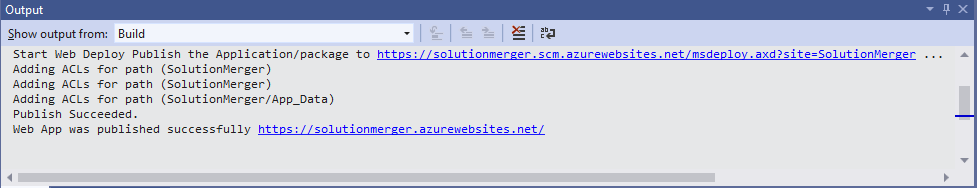 Output
Show output from: Build
Start Web Deploy Publish the Application/package to https://solutionmerger.scm.azurewebsites.net/msdeploy.axd?site=SolutionMerger ...
Adding ACLs for path (SolutionMerger)
Adding ACLs for path (SolutionMerger)
Adding ACLs for path (SolutionMerger/App_Data)
Publish Succeeded.
Web App was published successfully https://solutionmerger.azurewebsites.net/